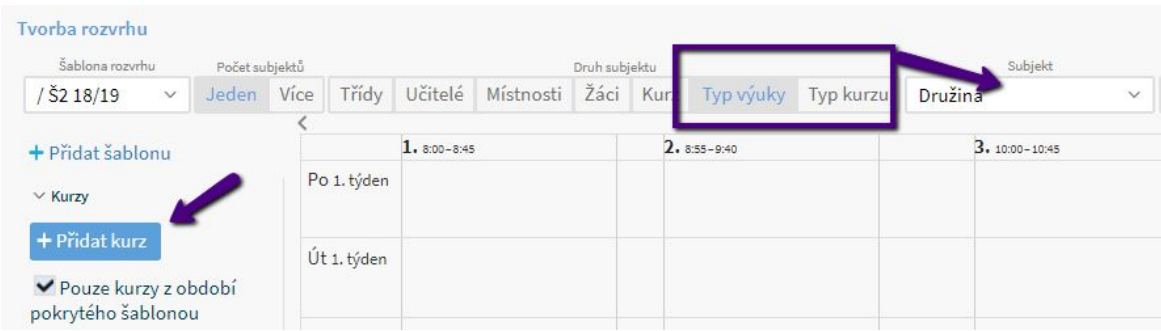 Tvorba rozvrhu
Šablona rozvrhu Počet subjektů Druh subjektu Subjekt
/ Š2 18/19 Jeden Více Třídy Učitelé Místnosti Žáci Kurz Typ výuky Typ kurzu Družina
+ Přidat šablonu
1. 8:00–8:45 2. 8:55–9:40 3. 10:00–10:45
Po 1. týden
Kurzy
+ Přidat kurz
Út 1. týden
Pouze kurzy z období
pokrytého šablonou